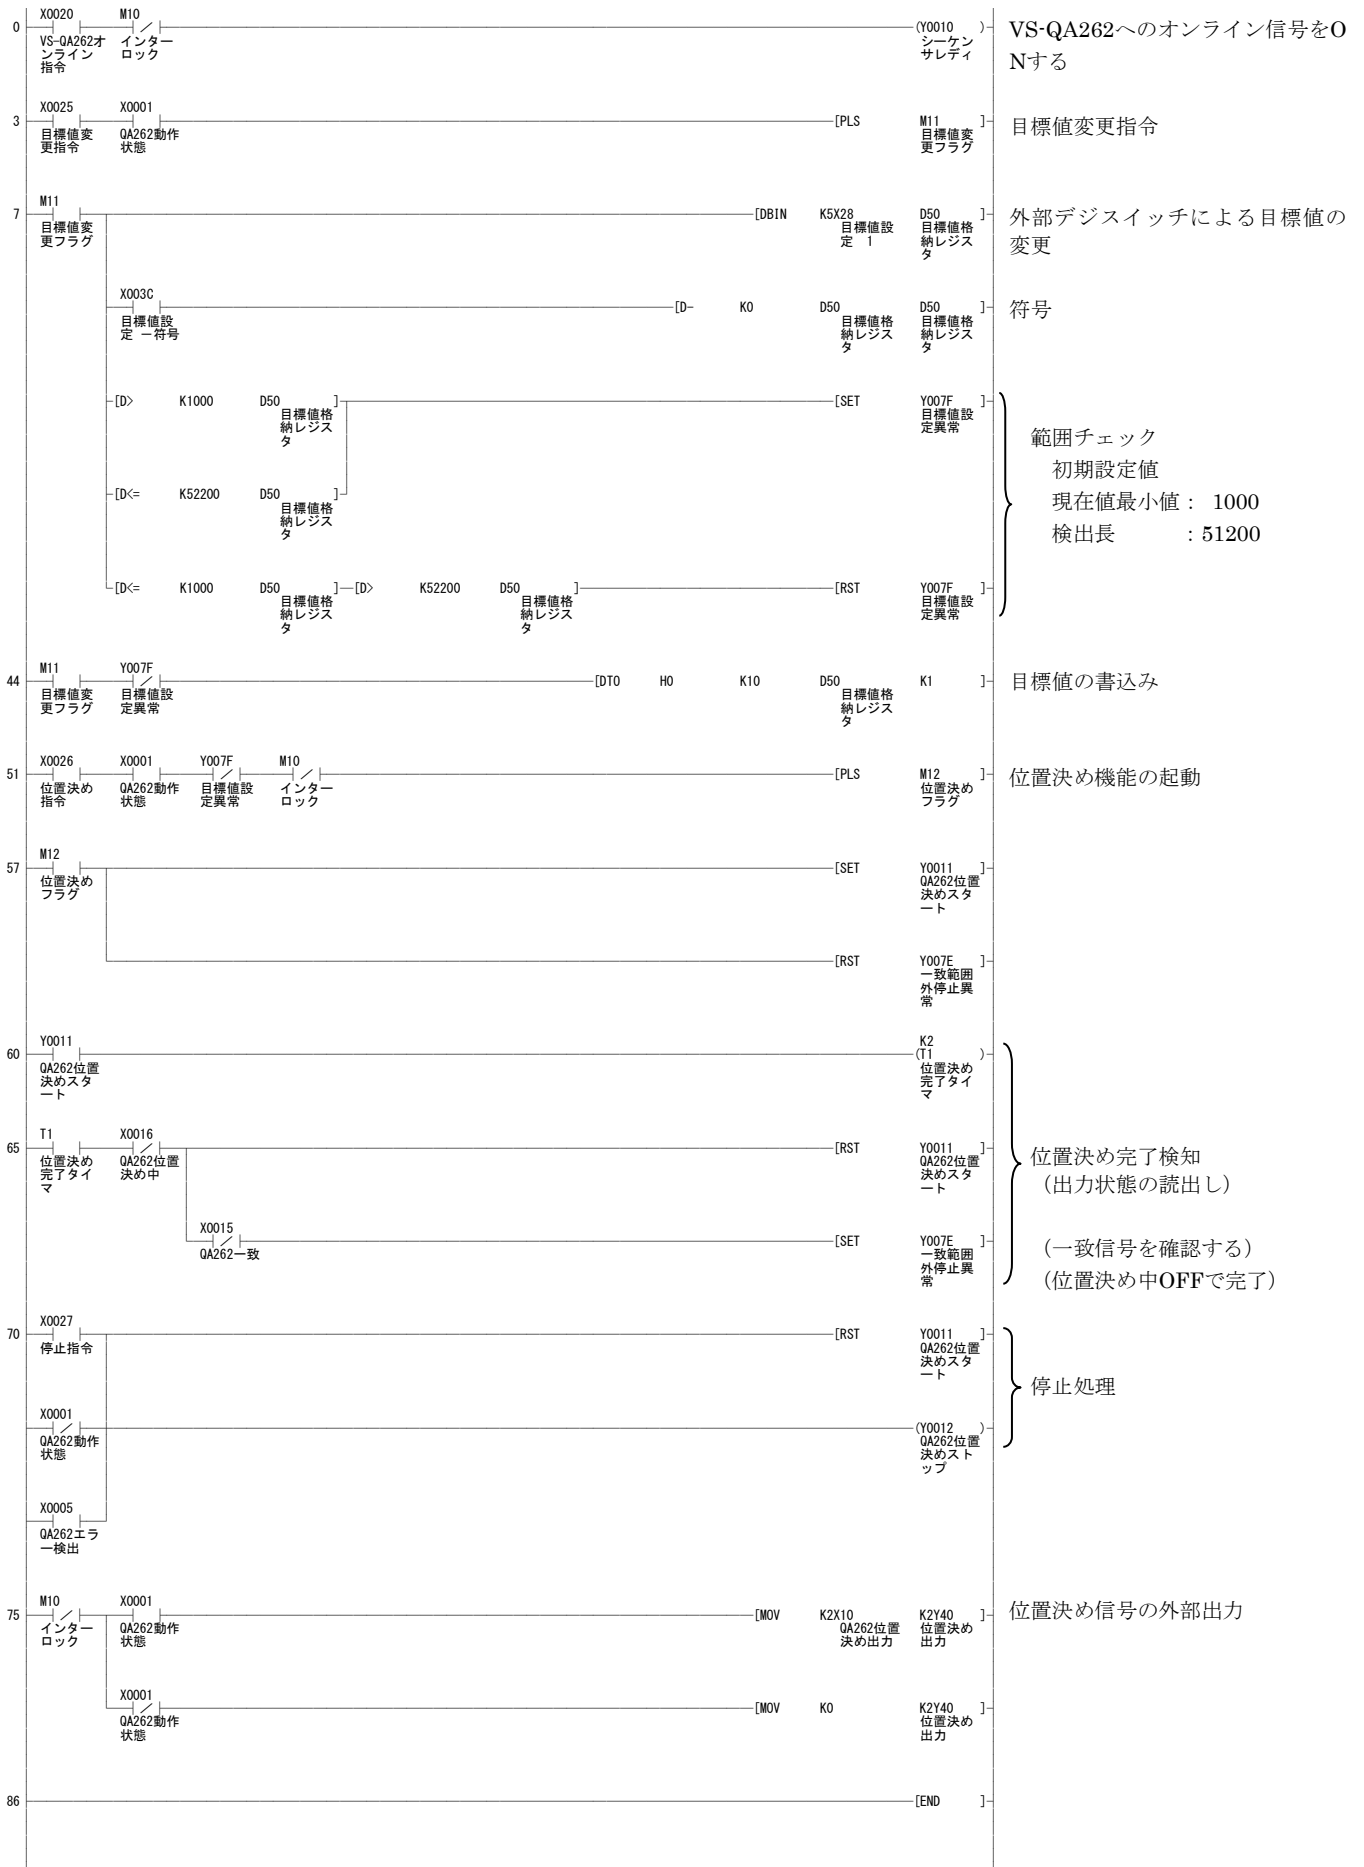 X0020 M10
0 (Y0010 )
VS-QA262オ インター シーケン
ンライン ロック サレディ
指令
VS-QA262へのオンライン信号をO
Nする
X0025 X0001
3 [PLS M11 ]
目標値変 QA262動作 目標値変
更指令 状態 更フラグ
目標値変更指令
M11
7 [DBIN K5X28 D50 ]
目標値変 目標値設 目標値格
更フラグ 定 1 納レジス
タ
外部デジスイッチによる目標値の
変更
X003C
[D- K0 D50 D50 ]
目標値設 目標値格 目標値格
定 -符号 納レジス 納レジス
タ タ
符号
[D> K1000 D50 ] [SET Y007F ]
目標値格 目標値設
納レジス 定異常
タ
[D<= K52200 D50 ]
目標値格
納レジス
タ
範囲チェック
初期設定値
現在値最小値: 1000
検出長 : 51200
[D<= K1000 D50 ] [D> K52200 D50 ] [RST Y007F ]
目標値格 目標値格 目標値設
納レジス 納レジス 定異常
タ タ
M11 Y007F
44 [DTO H0 K10 D50 K1 ]
目標値変 目標値設 目標値格
更フラグ 定異常 納レジス
タ
目標値の書込み
X0026 X0001 Y007F M10
51 [PLS M12 ]
位置決め QA262動作 目標値設 インター 位置決め
指令 状態 定異常 ロック フラグ
位置決め機能の起動
M12
57 [SET Y0011 ]
位置決め QA262位置
フラグ 決めスタ
ート
[RST Y007E ]
一致範囲
外停止異
常
Y0011 K2
60 (T1 )
QA262位置 位置決め
決めスタ 完了タイ
ート マ
T1 X0016
65 [RST Y0011 ]
位置決め QA262位置 QA262位置
完了タイ 決め中 決めスタ
マ ート
位置決め完了検知
(出力状態の読出し)
X0015
[SET Y007E ]
QA262一致 一致範囲
外停止異
常
(一致信号を確認する)
(位置決め中OFFで完了)
X0027
70 [RST Y0011 ]
停止指令 QA262位置
決めスタ
ート
停止処理
X0001
(Y0012 )
QA262動作 QA262位置
状態 決めスト
ップ
X0005
QA262エラ
ー検出
M10 X0001
75 [MOV K2X10 K2Y40 ]
インター QA262動作 QA262位置 位置決め
ロック 状態 決め出力 出力
位置決め信号の外部出力
X0001
[MOV K0 K2Y40 ]
QA262動作 位置決め
状態 出力
86 [END ]